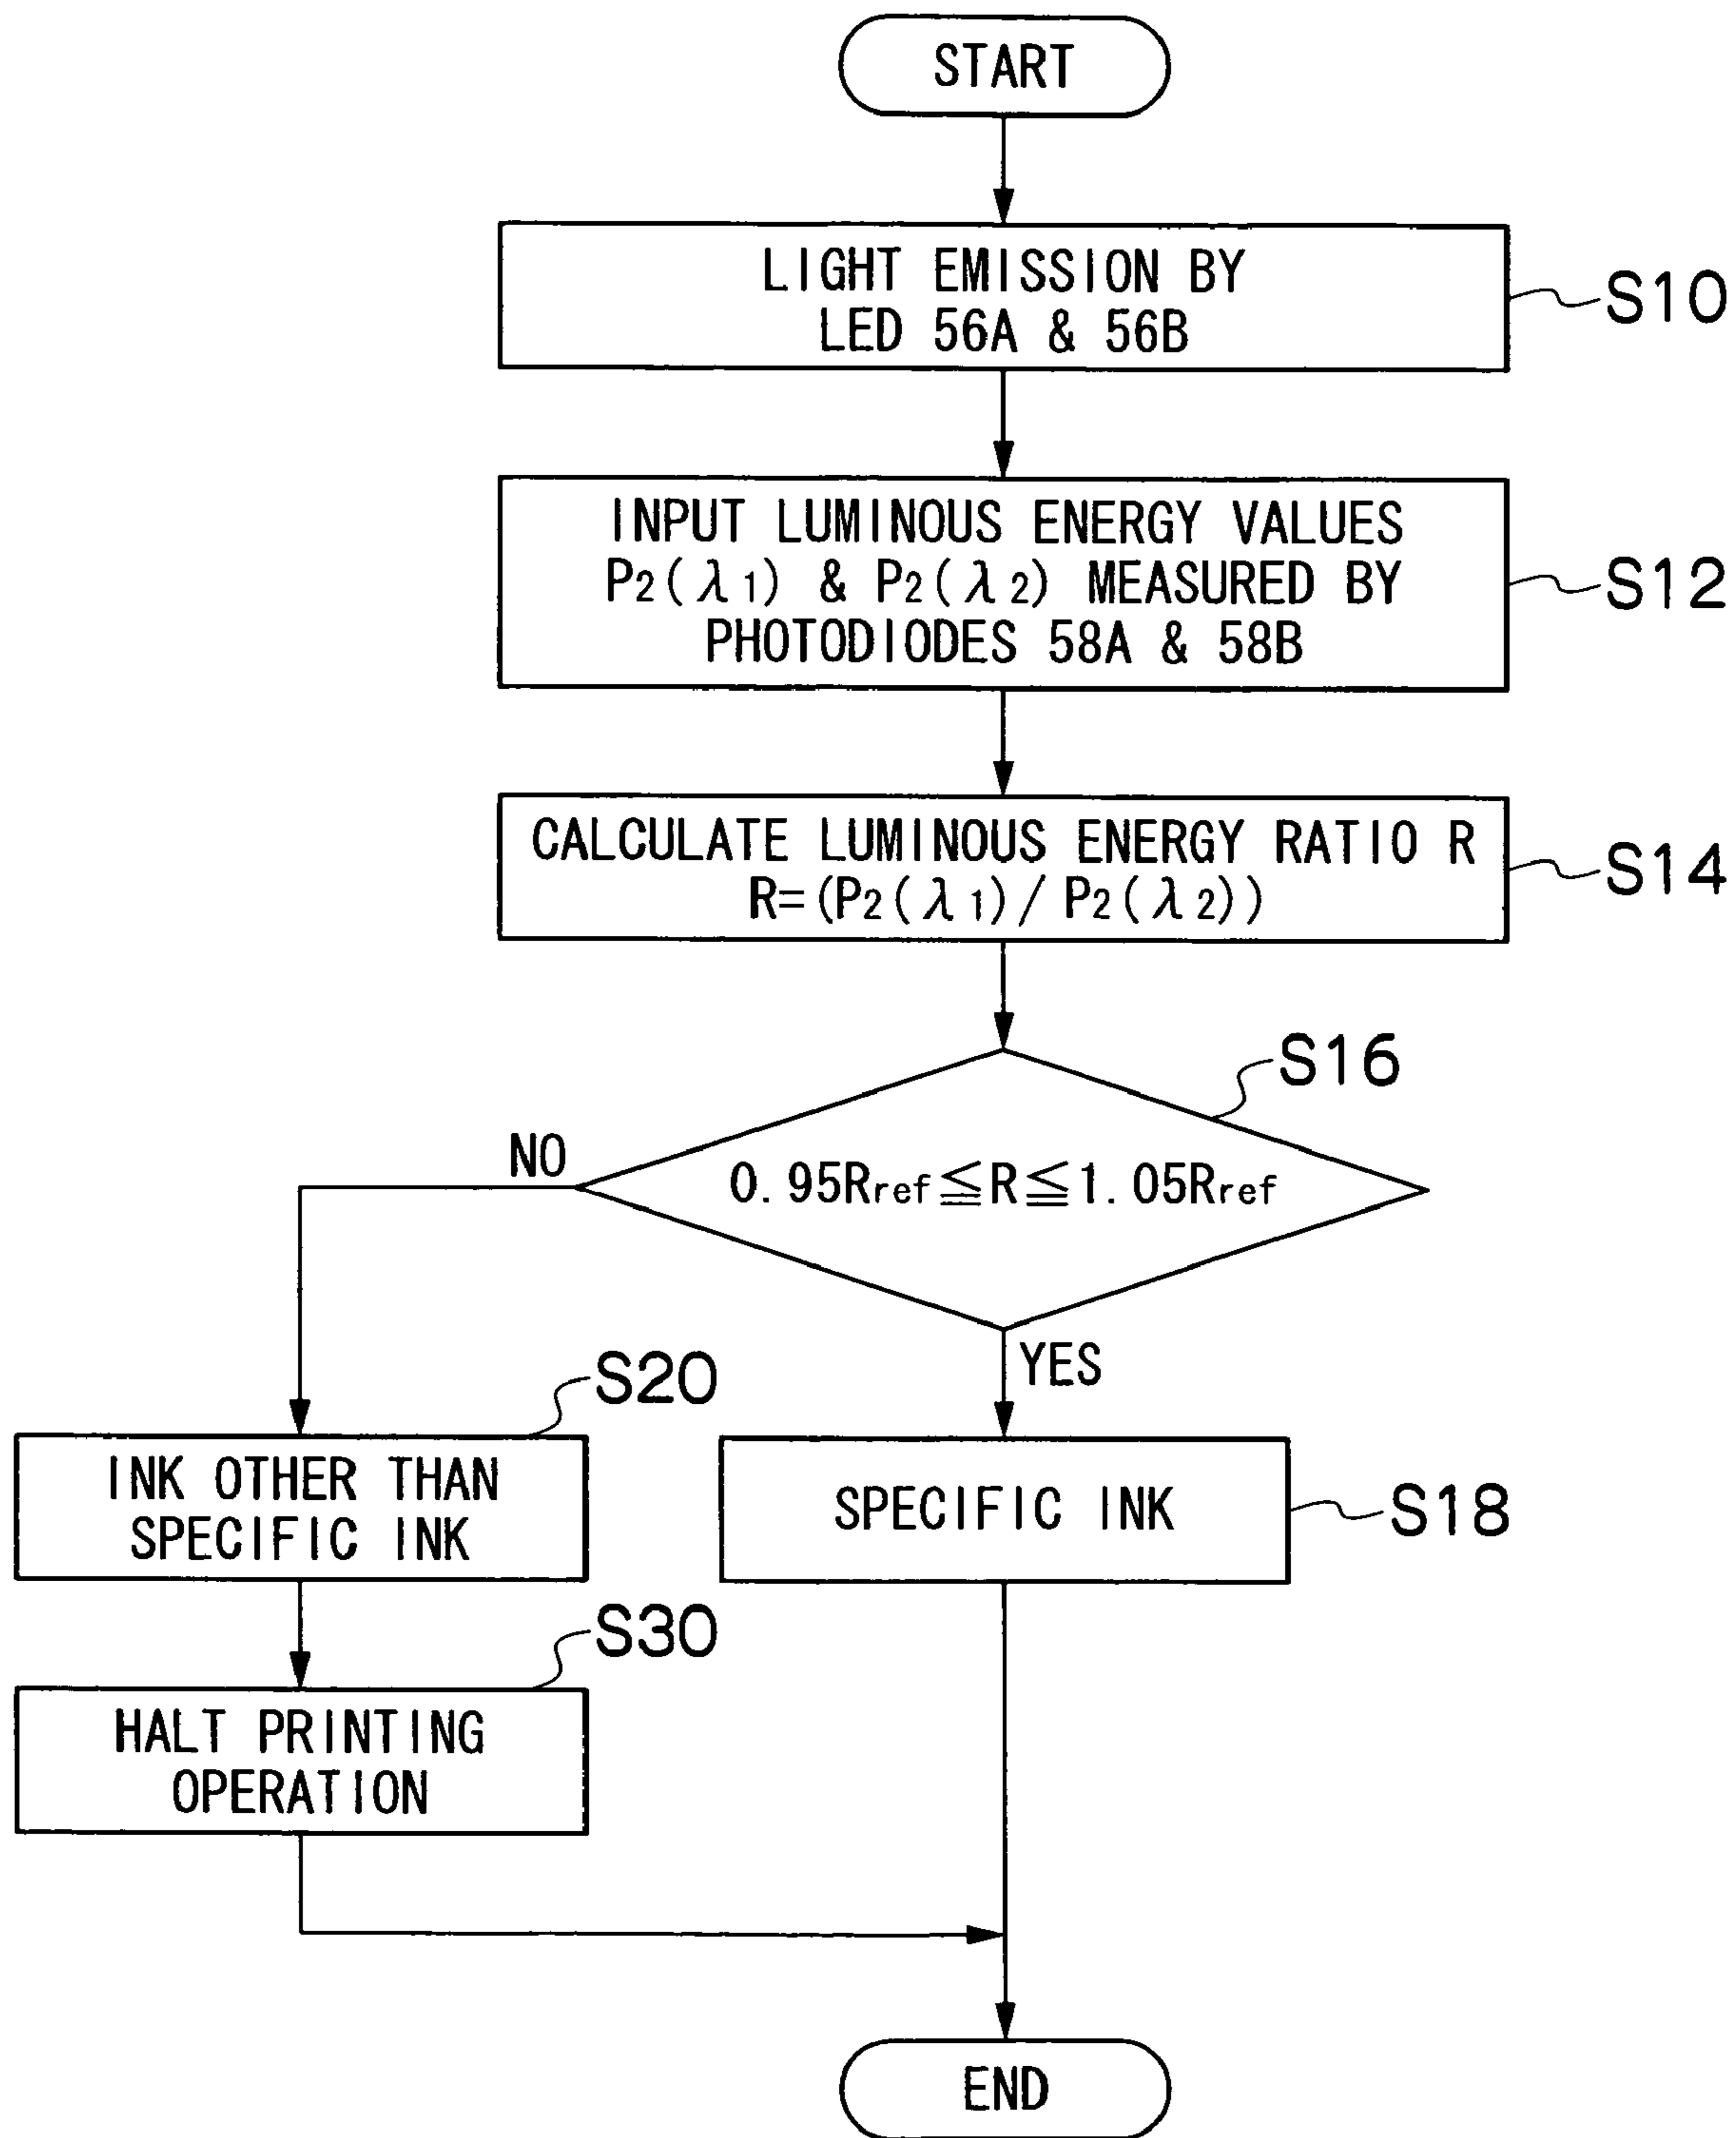 START
LIGHT EMISSION BY
LED 56A & 56B
S10
INPUT LUMINOUS ENERGY VALUES
P2(λ1) & P2(λ2) MEASURED BY
PHOTODIODES 58A & 58B
S12
CALCULATE LUMINOUS ENERGY RATIO R
R=(P2(λ1)/P2(λ2))
S14
S16
0.95Rref≦R≦1.05Rref
NO
YES
S20
INK OTHER THAN
SPECIFIC INK
SPECIFIC INK
S18
S30
HALT PRINTING
OPERATION
END